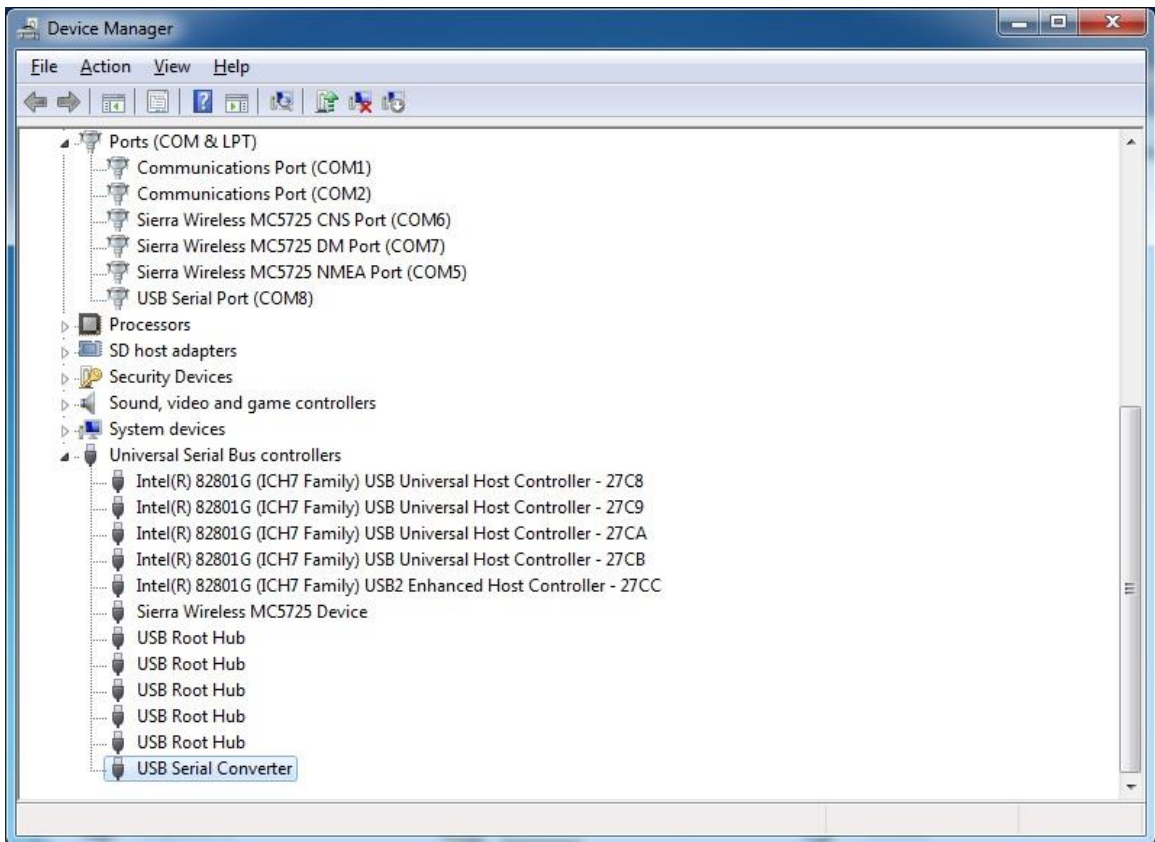 Device Manager
File Action View Help
Ports (COM & LPT)
Communications Port (COM1)
Communications Port (COM2)
Sierra Wireless MC5725 CNS Port (COM6)
Sierra Wireless MC5725 DM Port (COM7)
Sierra Wireless MC5725 NMEA Port (COM5)
USB Serial Port (COM8)
Processors
SD host adapters
Security Devices
Sound, video and game controllers
System devices
Universal Serial Bus controllers
Intel(R) 82801G (ICH7 Family) USB Universal Host Controller - 27C8
Intel(R) 82801G (ICH7 Family) USB Universal Host Controller - 27C9
Intel(R) 82801G (ICH7 Family) USB Universal Host Controller - 27CA
Intel(R) 82801G (ICH7 Family) USB Universal Host Controller - 27CB
Intel(R) 82801G (ICH7 Family) USB2 Enhanced Host Controller - 27CC
Sierra Wireless MC5725 Device
USB Root Hub
USB Root Hub
USB Root Hub
USB Root Hub
USB Root Hub
USB Serial Converter